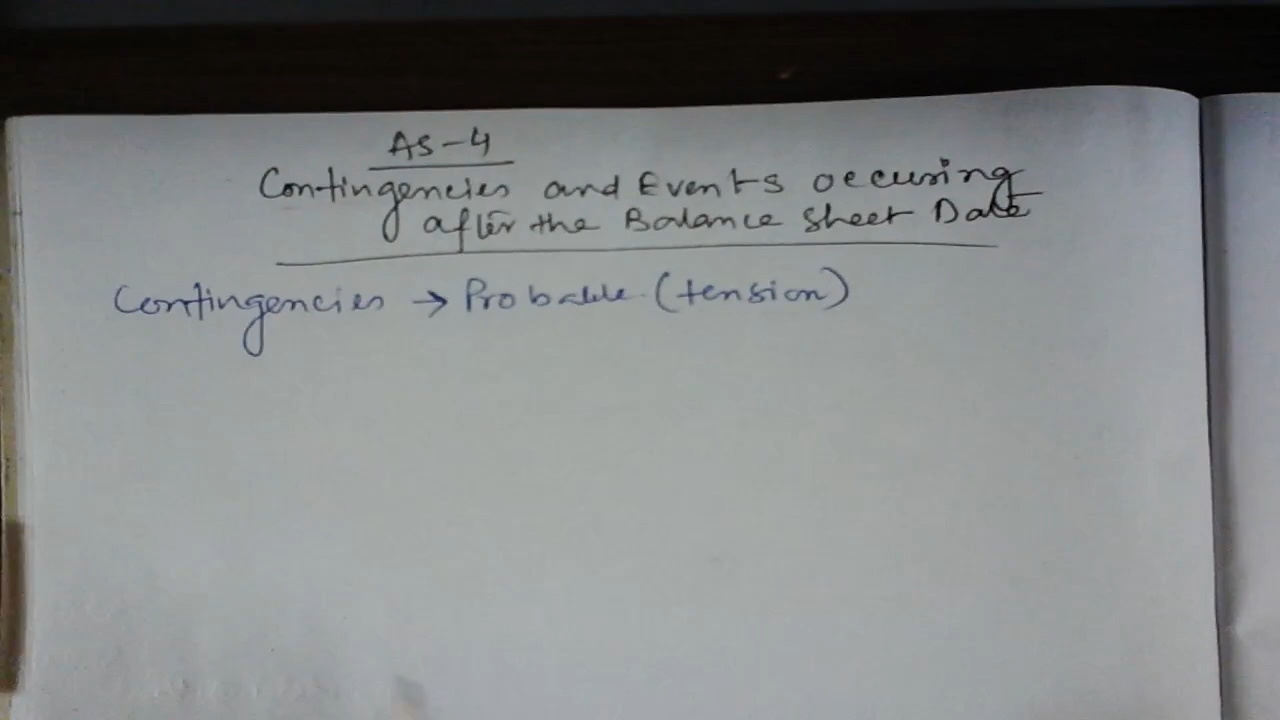 AS-4
Contingencies and Events occuring
after the Balance Sheet Date
Contingencies → Probable (tension)